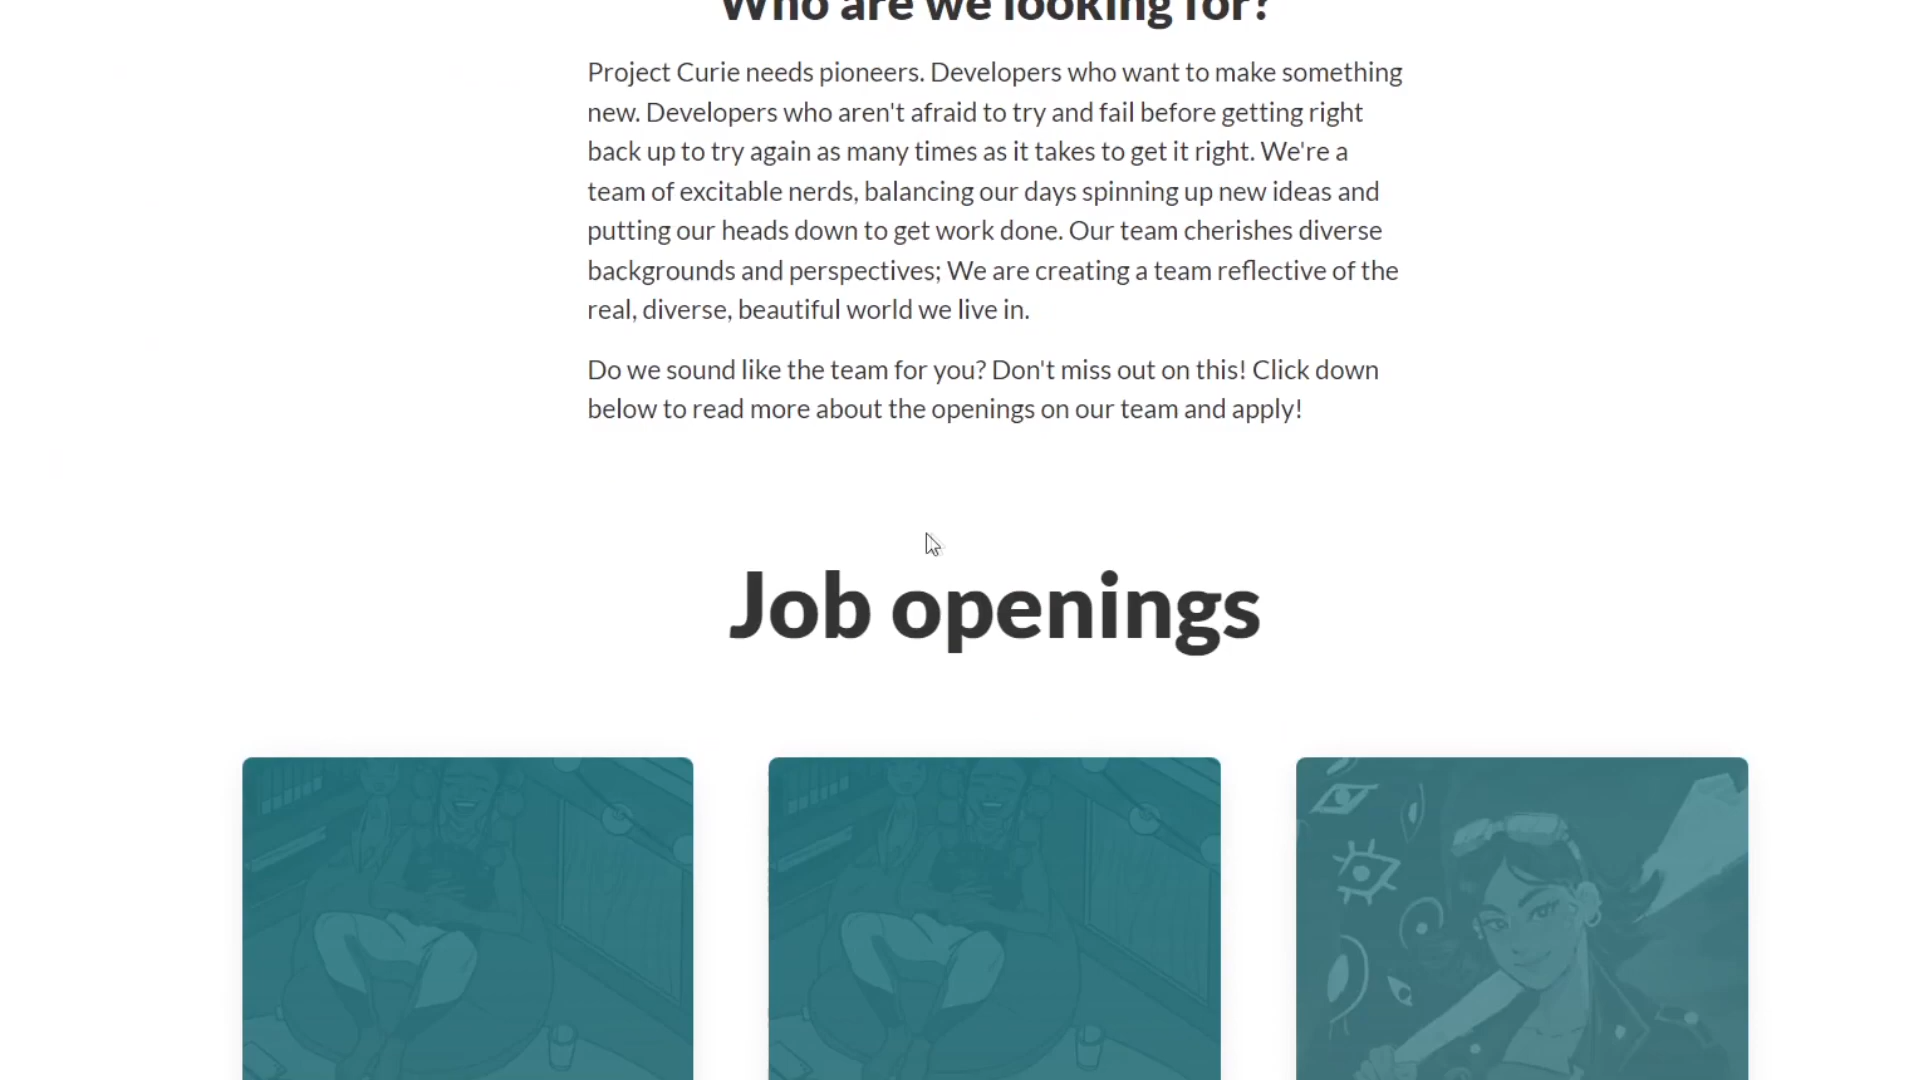 Who are we looking for?
Project Curie needs pioneers. Developers who want to make something
new. Developers who aren't afraid to try and fail before getting right
back up to try again as many times as it takes to get it right. We're a
team of excitable nerds, balancing our days spinning up new ideas and
putting our heads down to get work done. Our team cherishes diverse
backgrounds and perspectives; We are creating a team reflective of the
real, diverse, beautiful world we live in.
Do we sound like the team for you? Don't miss out on this! Click down
below to read more about the openings on our team and apply!
Job openings